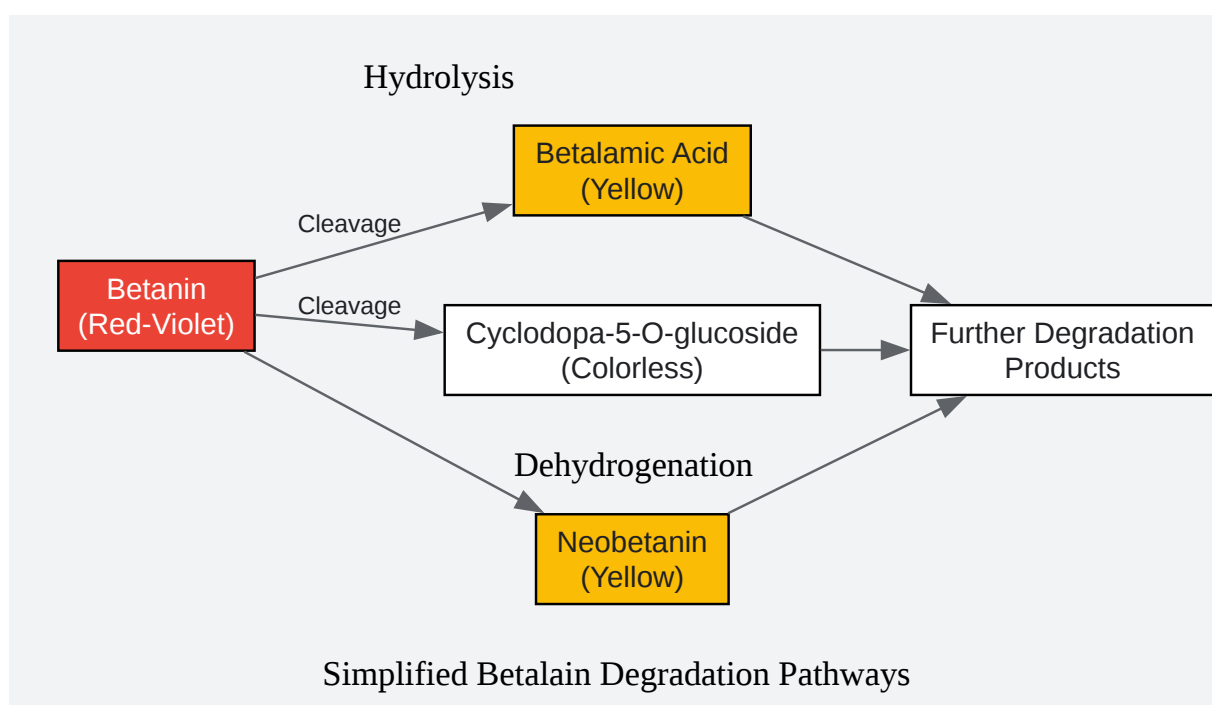 Hydrolysis
Betalamic Acid
(Yellow)
Cleavage
Betanin
(Red-Violet)
Cleavage
Cyclodopa-5-O-glucoside
(Colorless)
Further Degradation
Products
Dehydrogenation
Neobetanin
(Yellow)
Simplified Betalain Degradation Pathways